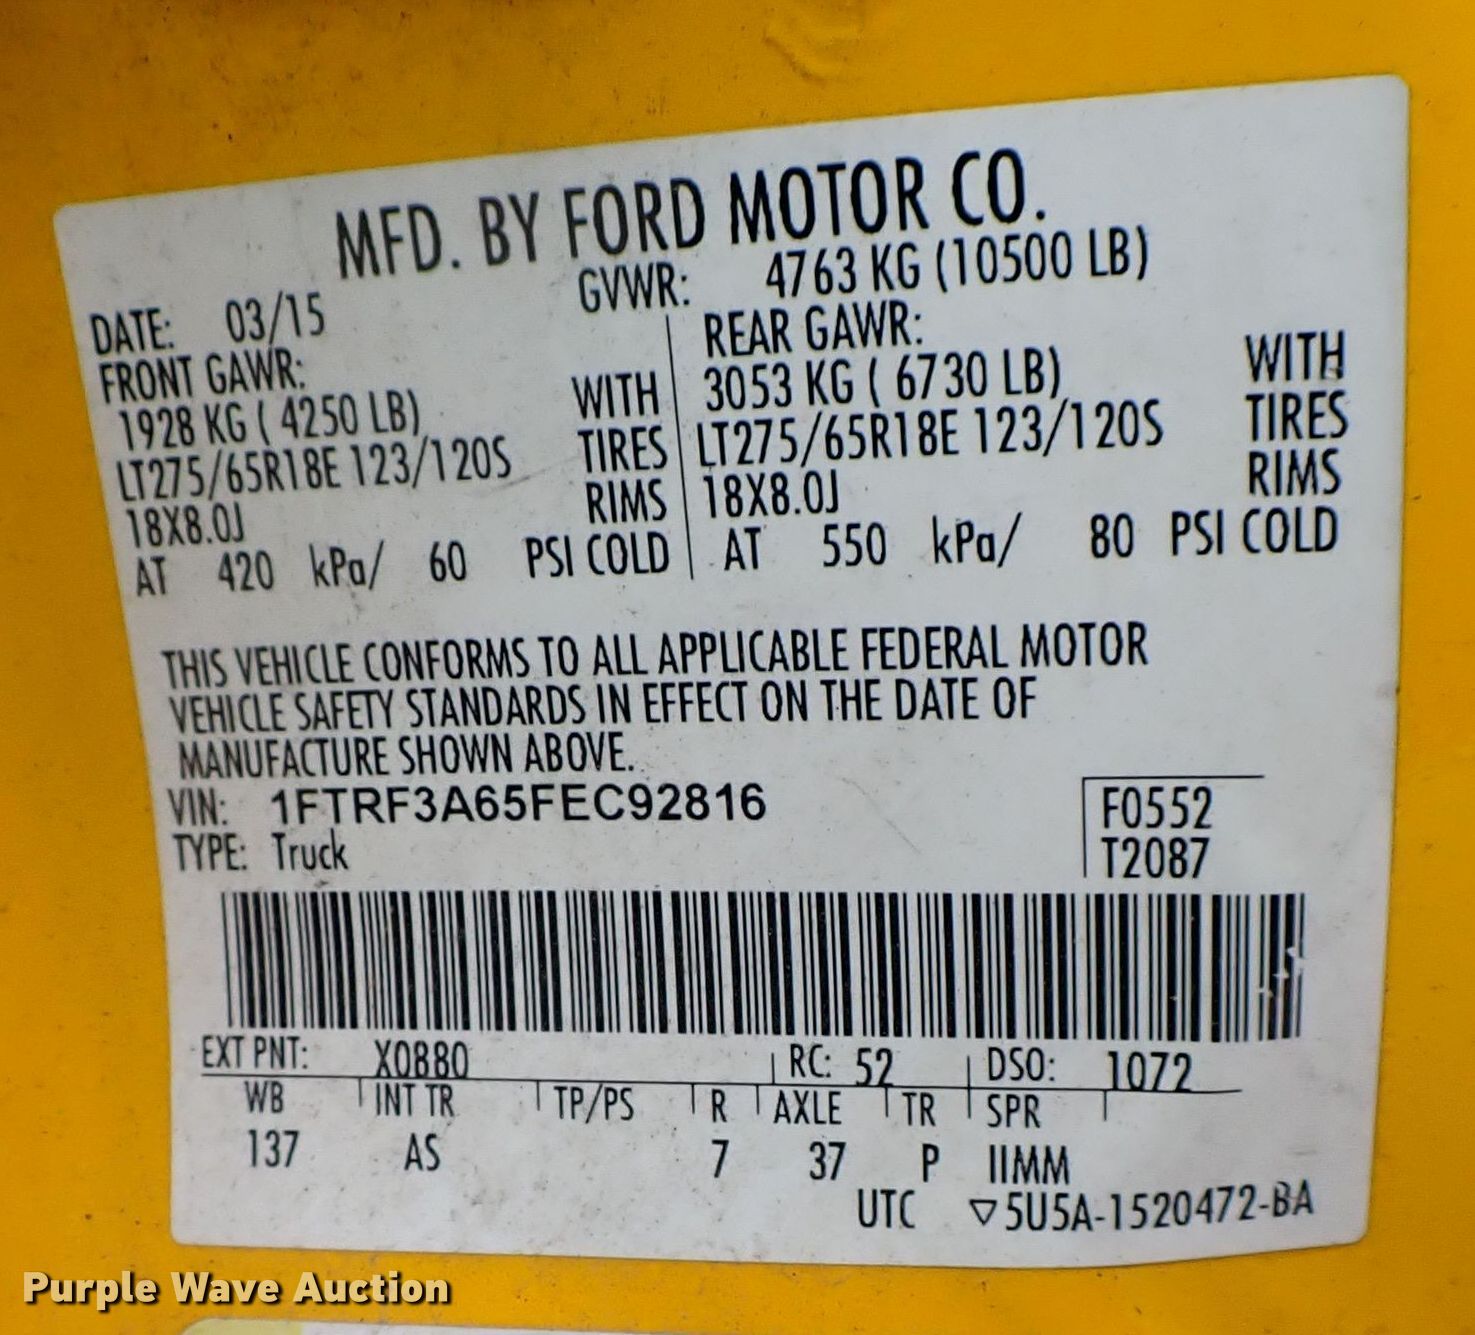 MFD. BY FORD MOTOR CO.
DATE: 03/15 GVWR: 4763 KG (10500 LB)
FRONT GAWR: REAR GAWR:
1928 KG ( 4250 LB) WITH 3053 KG ( 6730 LB) WITH
LT275/65R18E 123/120S TIRES LT275/65R18E 123/120S TIRES
18X8.0J RIMS 18X8.0J RIMS
AT 420 kPa/ 60 PSI COLD AT 550 kPa/ 80 PSI COLD
THIS VEHICLE CONFORMS TO ALL APPLICABLE FEDERAL MOTOR
VEHICLE SAFETY STANDARDS IN EFFECT ON THE DATE OF
MANUFACTURE SHOWN ABOVE.
VIN: 1FTRF3A65FEC92816 F0552
TYPE: Truck T2087
EXT PNT: X0880 RC: 52 DSO: 1072
WB INT TR TP/PS R AXLE TR SPR
137 AS 7 37 P IIMM
UTC ▽5U5A-1520472-BA
Purple Wave Auction